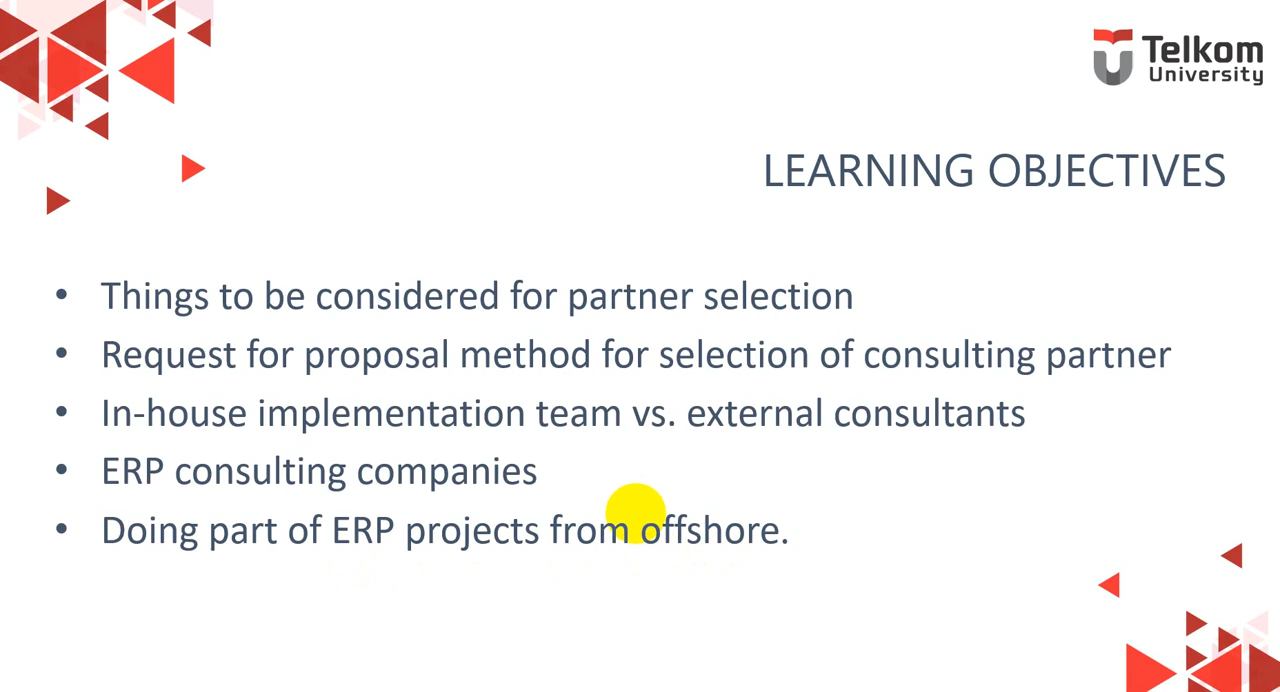 Telkom
University
LEARNING OBJECTIVES
• Things to be considered for partner selection
• Request for proposal method for selection of consulting partner
• In-house implementation team vs. external consultants
• ERP consulting companies
• Doing part of ERP projects from offshore.